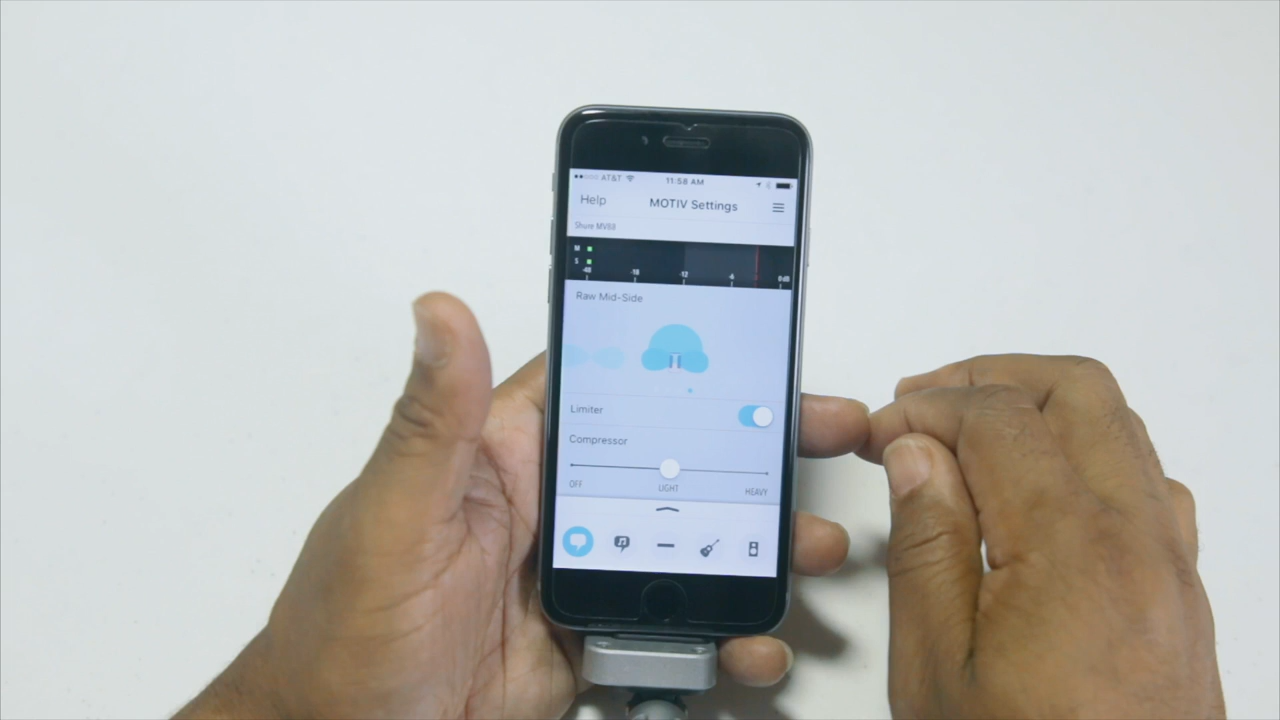 AT&T 11:58 AM
Help MOTIV Settings
Shure MV88
M
S
-40 -18 -12 -6 0dB
Raw Mid-Side
Limiter
Compressor
OFF LIGHT HEAVY